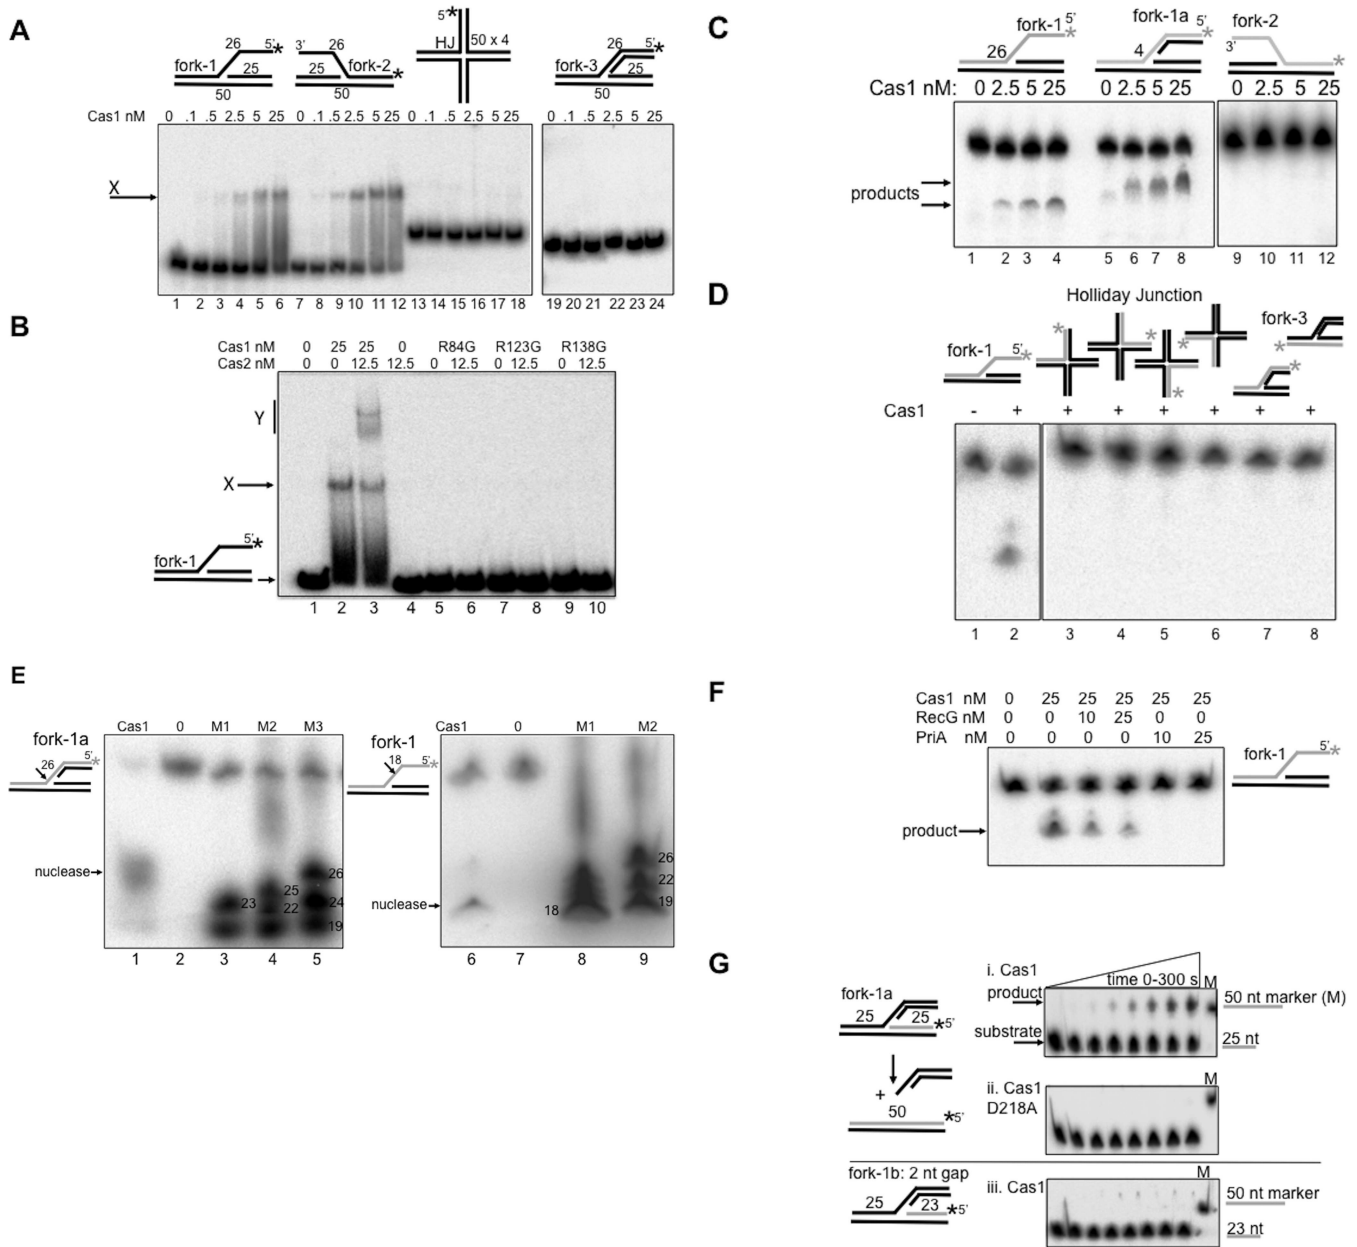 A
26 5' * 3' 26 5' * HJ 50 x 4 26 5' *
fork-1 25 25 fork-2 * fork-3 25
50 50 50
Cas1 nM 0 .1 .5 2.5 5 25 0 .1 .5 2.5 5 25 0 .1 .5 2.5 5 25 0 .1 .5 2.5 5 25
X
1 2 3 4 5 6 7 8 9 10 11 12 13 14 15 16 17 18 19 20 21 22 23 24
B
Cas1 nM 0 25 25 0 R84G R123G R138G
Cas2 nM 0 0 12.5 12.5 0 12.5 0 12.5 0 12.5
Y
X
5' *
fork-1
1 2 3 4 5 6 7 8 9 10
C
fork-1 5' * fork-1a 5' * fork-2
26 4 3' *
Cas1 nM: 0 2.5 5 25 0 2.5 5 25 0 2.5 5 25
products
1 2 3 4 5 6 7 8 9 10 11 12
D
Holliday Junction
fork-1 5' * * * * * fork-3 * *
Cas1 - + + + + + + +
1 2 3 4 5 6 7 8
E
Cas1 0 M1 M2 M3
fork-1a
26 5' *
nuclease
23 25 22 26 24 19
1 2 3 4 5
Cas1 0 M1 M2
fork-1
18 5' *
nuclease
18 26 22 19
6 7 8 9
F
Cas1 nM 0 25 25 25 25 25
RecG nM 0 0 10 25 0 0
PriA nM 0 0 0 0 10 25
fork-1 5' *
product
G
fork-1a
25 25 *5'
+
50 *5'
i. Cas1 time 0-300 s M
product 50 nt marker (M)
substrate 25 nt
ii. Cas1 M
D218A
fork-1b: 2 nt gap
25 23 *5'
iii. Cas1 M
50 nt marker
23 nt